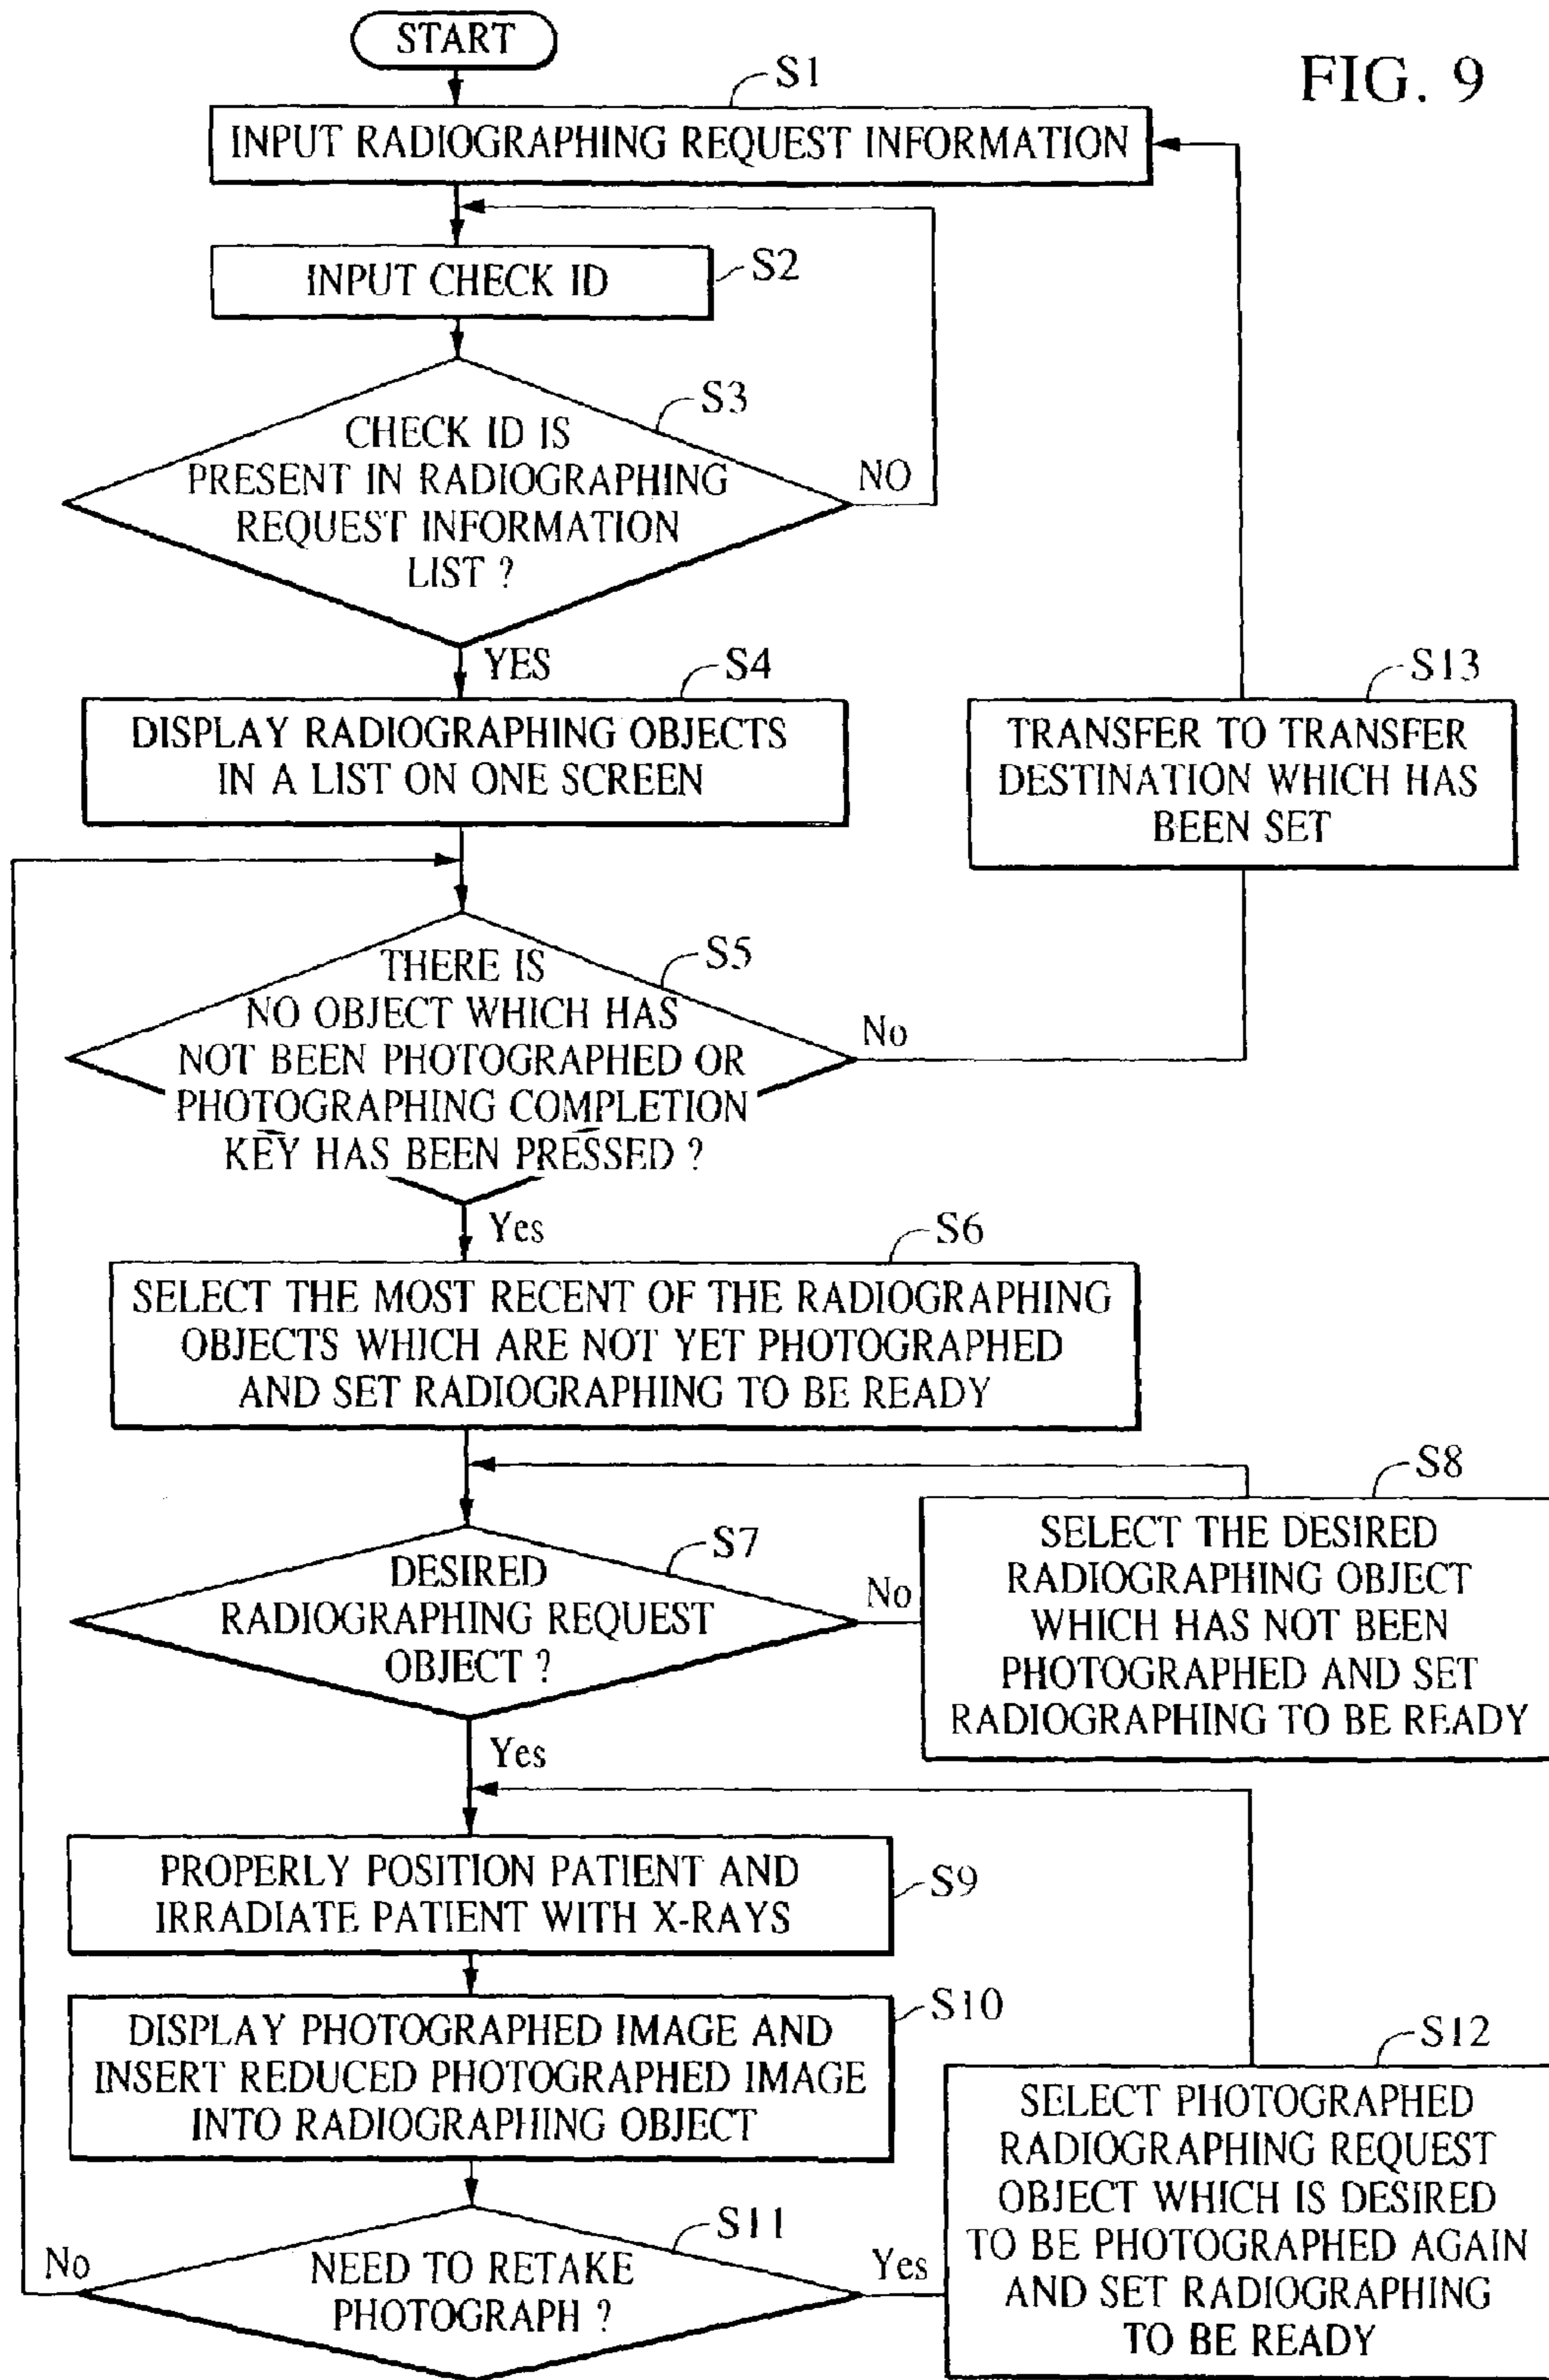 START
FIG. 9
S1
INPUT RADIOGRAPHING REQUEST INFORMATION
INPUT CHECK ID
S2
S3
CHECK ID IS
PRESENT IN RADIOGRAPHING
REQUEST INFORMATION
LIST ?
NO
YES
S4
DISPLAY RADIOGRAPHING OBJECTS
IN A LIST ON ONE SCREEN
S13
TRANSFER TO TRANSFER
DESTINATION WHICH HAS
BEEN SET
S5
THERE IS
NO OBJECT WHICH HAS
NOT BEEN PHOTOGRAPHED OR
PHOTOGRAPHING COMPLETION
KEY HAS BEEN PRESSED ?
No
Yes
S6
SELECT THE MOST RECENT OF THE RADIOGRAPHING
OBJECTS WHICH ARE NOT YET PHOTOGRAPHED
AND SET RADIOGRAPHING TO BE READY
S7
DESIRED
RADIOGRAPHING REQUEST
OBJECT ?
No
S8
SELECT THE DESIRED
RADIOGRAPHING OBJECT
WHICH HAS NOT BEEN
PHOTOGRAPHED AND SET
RADIOGRAPHING TO BE READY
Yes
PROPERLY POSITION PATIENT AND
IRRADIATE PATIENT WITH X-RAYS
S9
DISPLAY PHOTOGRAPHED IMAGE AND
INSERT REDUCED PHOTOGRAPHED IMAGE
INTO RADIOGRAPHING OBJECT
S10
S11
NEED TO RETAKE
PHOTOGRAPH ?
No
Yes
S12
SELECT PHOTOGRAPHED
RADIOGRAPHING REQUEST
OBJECT WHICH IS DESIRED
TO BE PHOTOGRAPHED AGAIN
AND SET RADIOGRAPHING
TO BE READY